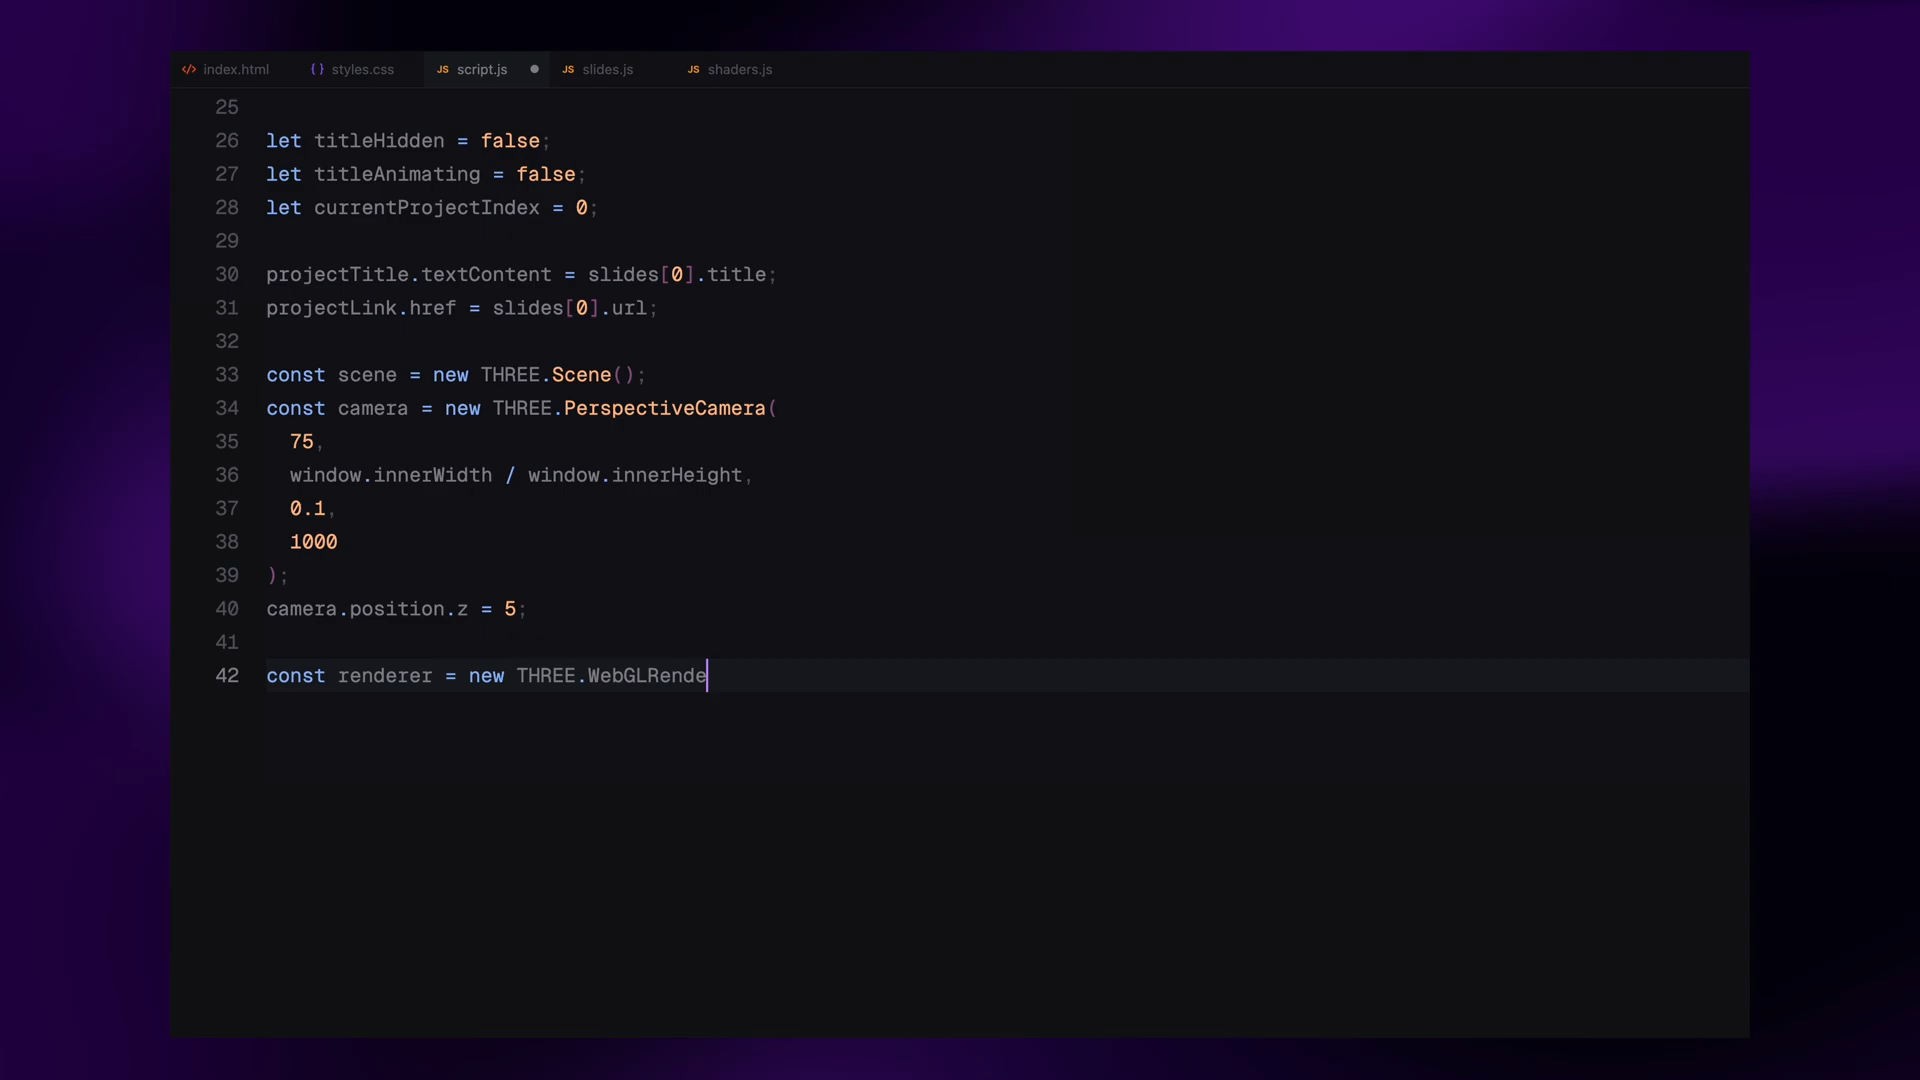 </> index.html {} styles.css JS script.js JS slides.js JS shaders.js
25
26 let titleHidden = false;
27 let titleAnimating = false;
28 let currentProjectIndex = 0;
29
30 projectTitle.textContent = slides[0].title;
31 projectLink.href = slides[0].url;
32
33 const scene = new THREE.Scene();
34 const camera = new THREE.PerspectiveCamera(
35   75,
36   window.innerWidth / window.innerHeight,
37   0.1,
38   1000
39 );
40 camera.position.z = 5;
41
42 const renderer = new THREE.WebGLRende